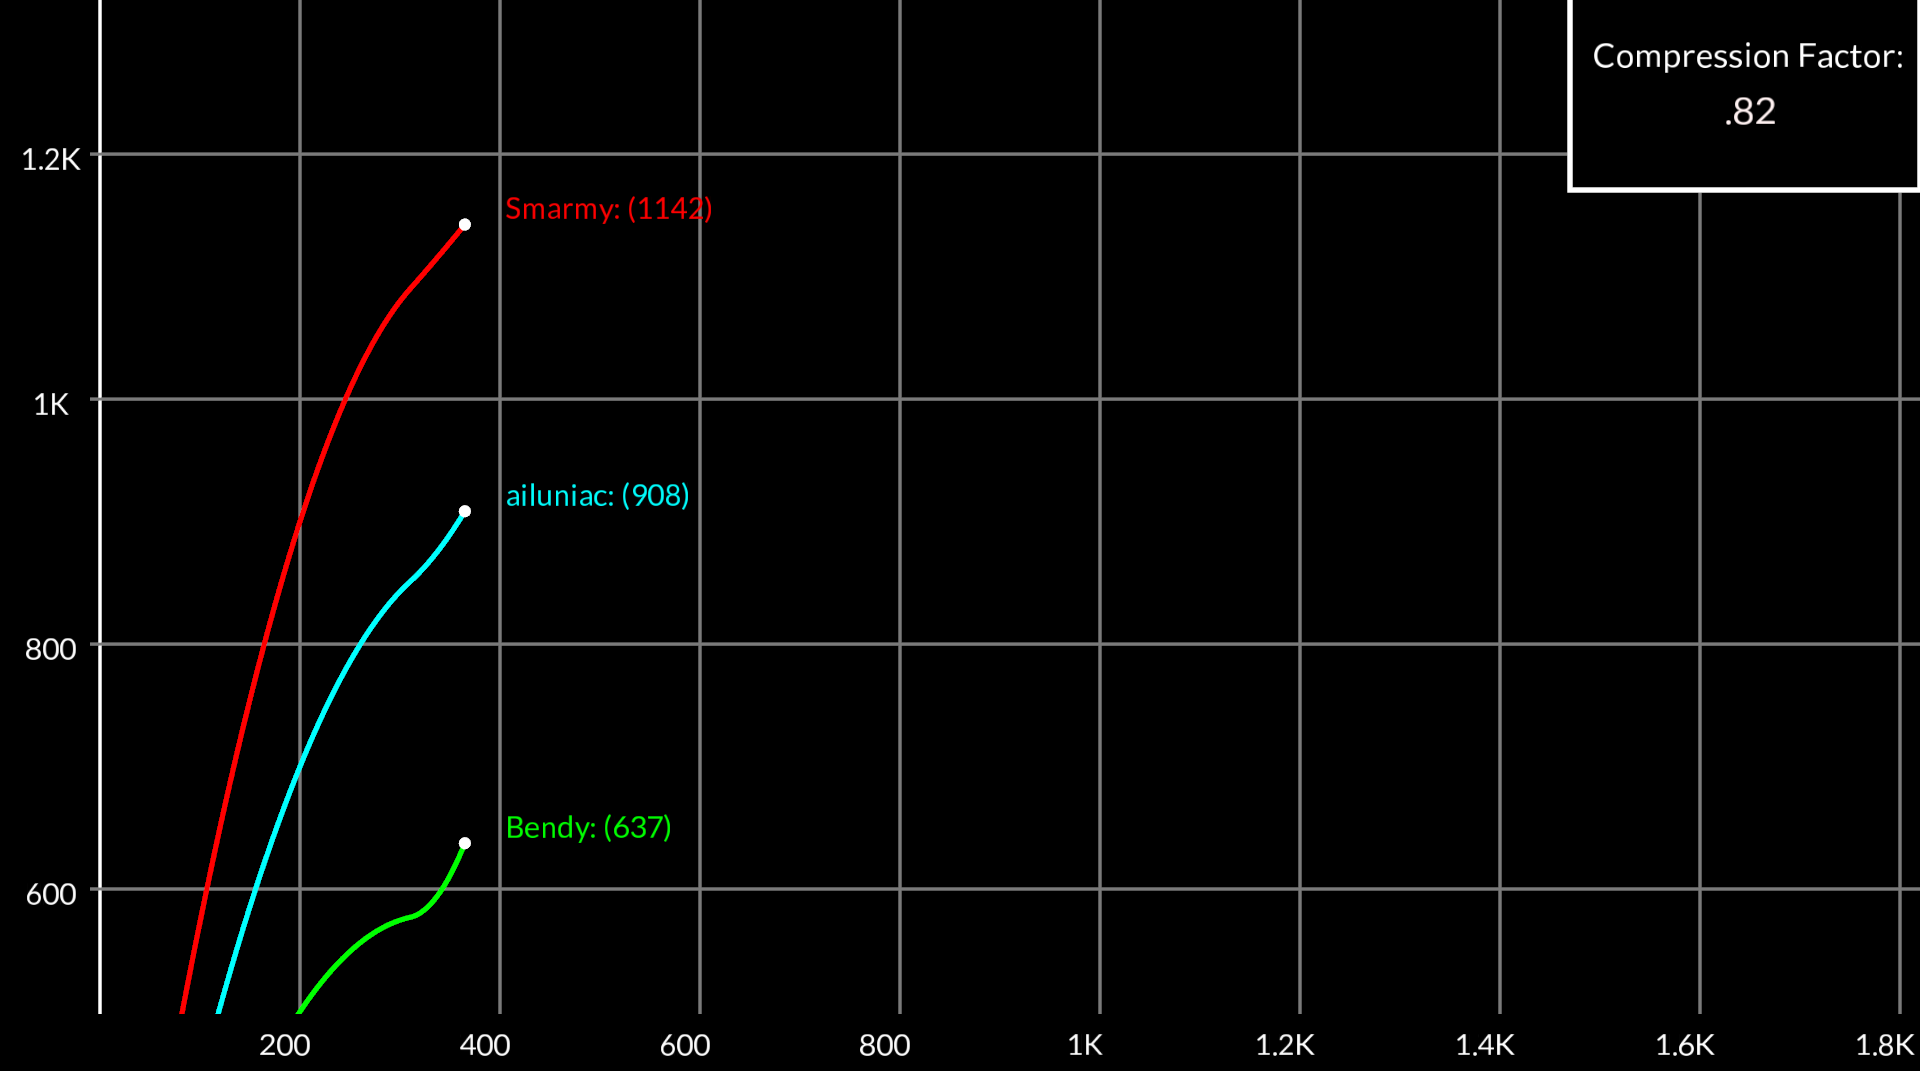 Compression Factor:
.82
1.2K
Smarmy: (1142)
1K
ailuniac: (908)
800
Bendy: (637)
600
200 400 600 800 1K 1.2K 1.4K 1.6K 1.8K